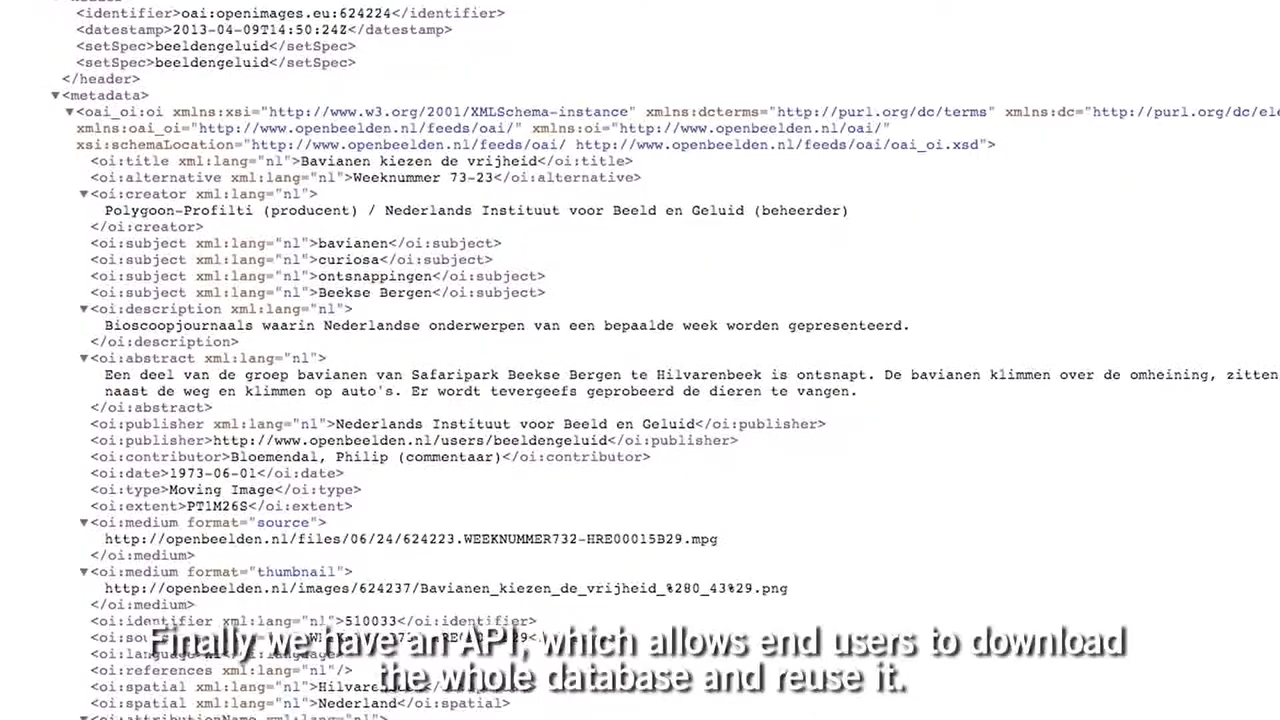 <identifier>oai:openimages.eu:624224</identifier>
<datestamp>2013-04-09T14:50:24Z</datestamp>
<setSpec>beeldengeluid</setSpec>
<setSpec>beeldengeluid</setSpec>
</header>
▼<metadata>
▼<oai_oi:oi xmlns:xsi="http://www.w3.org/2001/XMLSchema-instance" xmlns:dcterms="http://purl.org/dc/terms" xmlns:dc="http://purl.org/dc/ele
xmlns:oai_oi="http://www.openbeelden.nl/feeds/oai/" xmlns:oi="http://www.openbeelden.nl/oai/"
xsi:schemaLocation="http://www.openbeelden.nl/feeds/oai/ http://www.openbeelden.nl/feeds/oai/oai_oi.xsd">
<oi:title xml:lang="nl">Bavianen kiezen de vrijheid</oi:title>
<oi:alternative xml:lang="nl">Weeknummer 73-23</oi:alternative>
▼<oi:creator xml:lang="nl">
Polygoon-Profilti (producent) / Nederlands Instituut voor Beeld en Geluid (beheerder)
</oi:creator>
<oi:subject xml:lang="nl">bavianen</oi:subject>
<oi:subject xml:lang="nl">curiosa</oi:subject>
<oi:subject xml:lang="nl">ontsnappingen</oi:subject>
<oi:subject xml:lang="nl">Beekse Bergen</oi:subject>
▼<oi:description xml:lang="nl">
Bioscoopjournaals waarin Nederlandse onderwerpen van een bepaalde week worden gepresenteerd.
</oi:description>
▼<oi:abstract xml:lang="nl">
Een deel van de groep bavianen van Safaripark Beekse Bergen te Hilvarenbeek is ontsnapt. De bavianen klimmen over de omheining, zitten
naast de weg en klimmen op auto's. Er wordt tevergeefs geprobeerd de dieren te vangen.
</oi:abstract>
<oi:publisher xml:lang="nl">Nederlands Instituut voor Beeld en Geluid</oi:publisher>
<oi:publisher>http://www.openbeelden.nl/users/beeldengeluid</oi:publisher>
<oi:contributor>Bloemendal, Philip (commentaar)</oi:contributor>
<oi:date>1973-06-01</oi:date>
<oi:type>Moving Image</oi:type>
<oi:extent>PT1M26S</oi:extent>
▼<oi:medium format="source">
http://openbeelden.nl/files/06/24/624223.WEEKNUMMER732-HRE00015B29.mpg
</oi:medium>
▼<oi:medium format="thumbnail">
http://openbeelden.nl/images/624237/Bavianen_kiezen_de_vrijheid_%280_43%29.png
</oi:medium>
<oi:identifier xml:lang="nl">510033</oi:identifier>
Finally we have an API, which allows end users to download
the whole database and reuse it.
<oi:references xml:lang="nl"/>
<oi:spatial xml:lang="nl">
<oi:spatial xml:lang="nl">Nederland</oi:spatial>